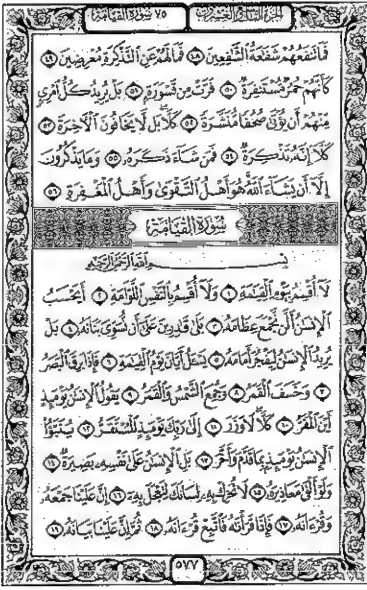 ٧٥ سورة القيامة الجزء التاسع والعشرون
فَمَا تَنفَعُهُمْ شَفَٰعَةُ ٱلشَّٰفِعِينَ ٤٨ فَمَا لَهُمْ عَنِ ٱلتَّذْكِرَةِ مُعْرِضِينَ ٤٩
كَأَنَّهُمْ حُمُرٌ مُّسْتَنفِرَةٌ ٥٠ فَرَّتْ مِن قَسْوَرَةٍ ٥١ بَلْ يُرِيدُ كُلُّ ٱمْرِئٍ
مِّنْهُمْ أَن يُؤْتَىٰ صُحُفًا مُّنَشَّرَةً ٥٢ كَلَّا بَل لَّا يَخَافُونَ ٱلْءَاخِرَةَ ٥٣
كَلَّا إِنَّهُۥ تَذْكِرَةٌ ٥٤ فَمَن شَآءَ ذَكَرَهُۥ ٥٥ وَمَا يَذْكُرُونَ
إِلَّآ أَن يَشَآءَ ٱللَّهُ هُوَ أَهْلُ ٱلتَّقْوَىٰ وَأَهْلُ ٱلْمَغْفِرَةِ ٥٦
سُورَةُ القِيَامَةِ
بِسْمِ ٱللَّهِ ٱلرَّحْمَٰنِ ٱلرَّحِيمِ
لَآ أُقْسِمُ بِيَوْمِ ٱلْقِيَٰمَةِ ١ وَلَآ أُقْسِمُ بِٱلنَّفْسِ ٱللَّوَّامَةِ ٢ أَيَحْسَبُ
ٱلْإِنسَٰنُ أَلَّن نَّجْمَعَ عِظَامَهُۥ ٣ بَلَىٰ قَٰدِرِينَ عَلَىٰٓ أَن نُّسَوِّىَ بَنَانَهُۥ ٤ بَلْ
يُرِيدُ ٱلْإِنسَٰنُ لِيَفْجُرَ أَمَامَهُۥ ٥ يَسْـَٔلُ أَيَّانَ يَوْمُ ٱلْقِيَٰمَةِ ٦ فَإِذَا بَرِقَ ٱلْبَصَرُ
٧ وَخَسَفَ ٱلْقَمَرُ ٨ وَجُمِعَ ٱلشَّمْسُ وَٱلْقَمَرُ ٩ يَقُولُ ٱلْإِنسَٰنُ يَوْمَئِذٍ
أَيْنَ ٱلْمَفَرُّ ١٠ كَلَّا لَا وَزَرَ ١١ إِلَىٰ رَبِّكَ يَوْمَئِذٍ ٱلْمُسْتَقَرُّ ١٢ يُنَبَّؤُا۟
ٱلْإِنسَٰنُ يَوْمَئِذٍۭ بِمَا قَدَّمَ وَأَخَّرَ ١٣ بَلِ ٱلْإِنسَٰنُ عَلَىٰ نَفْسِهِۦ بَصِيرَةٌ ١٤
وَلَوْ أَلْقَىٰ مَعَاذِيرَهُۥ ١٥ لَا تُحَرِّكْ بِهِۦ لِسَانَكَ لِتَعْجَلَ بِهِۦٓ ١٦ إِنَّ عَلَيْنَا جَمْعَهُۥ
وَقُرْءَانَهُۥ ١٧ فَإِذَا قَرَأْنَٰهُ فَٱتَّبِعْ قُرْءَانَهُۥ ١٨ ثُمَّ إِنَّ عَلَيْنَا بَيَانَهُۥ ١٩
٥٧٧